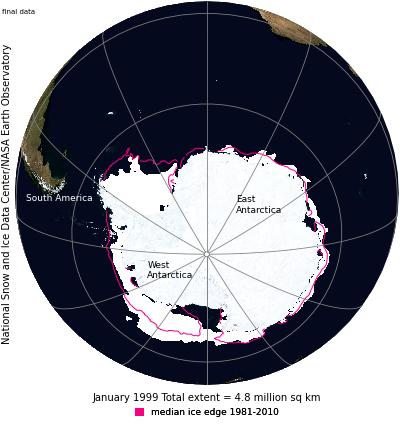 final data
National Snow and Ice Data Center/NASA Earth Observatory
South America
East
Antarctica
West
Antarctica
January 1999 Total extent = 4.8 million sq km
median ice edge 1981-2010